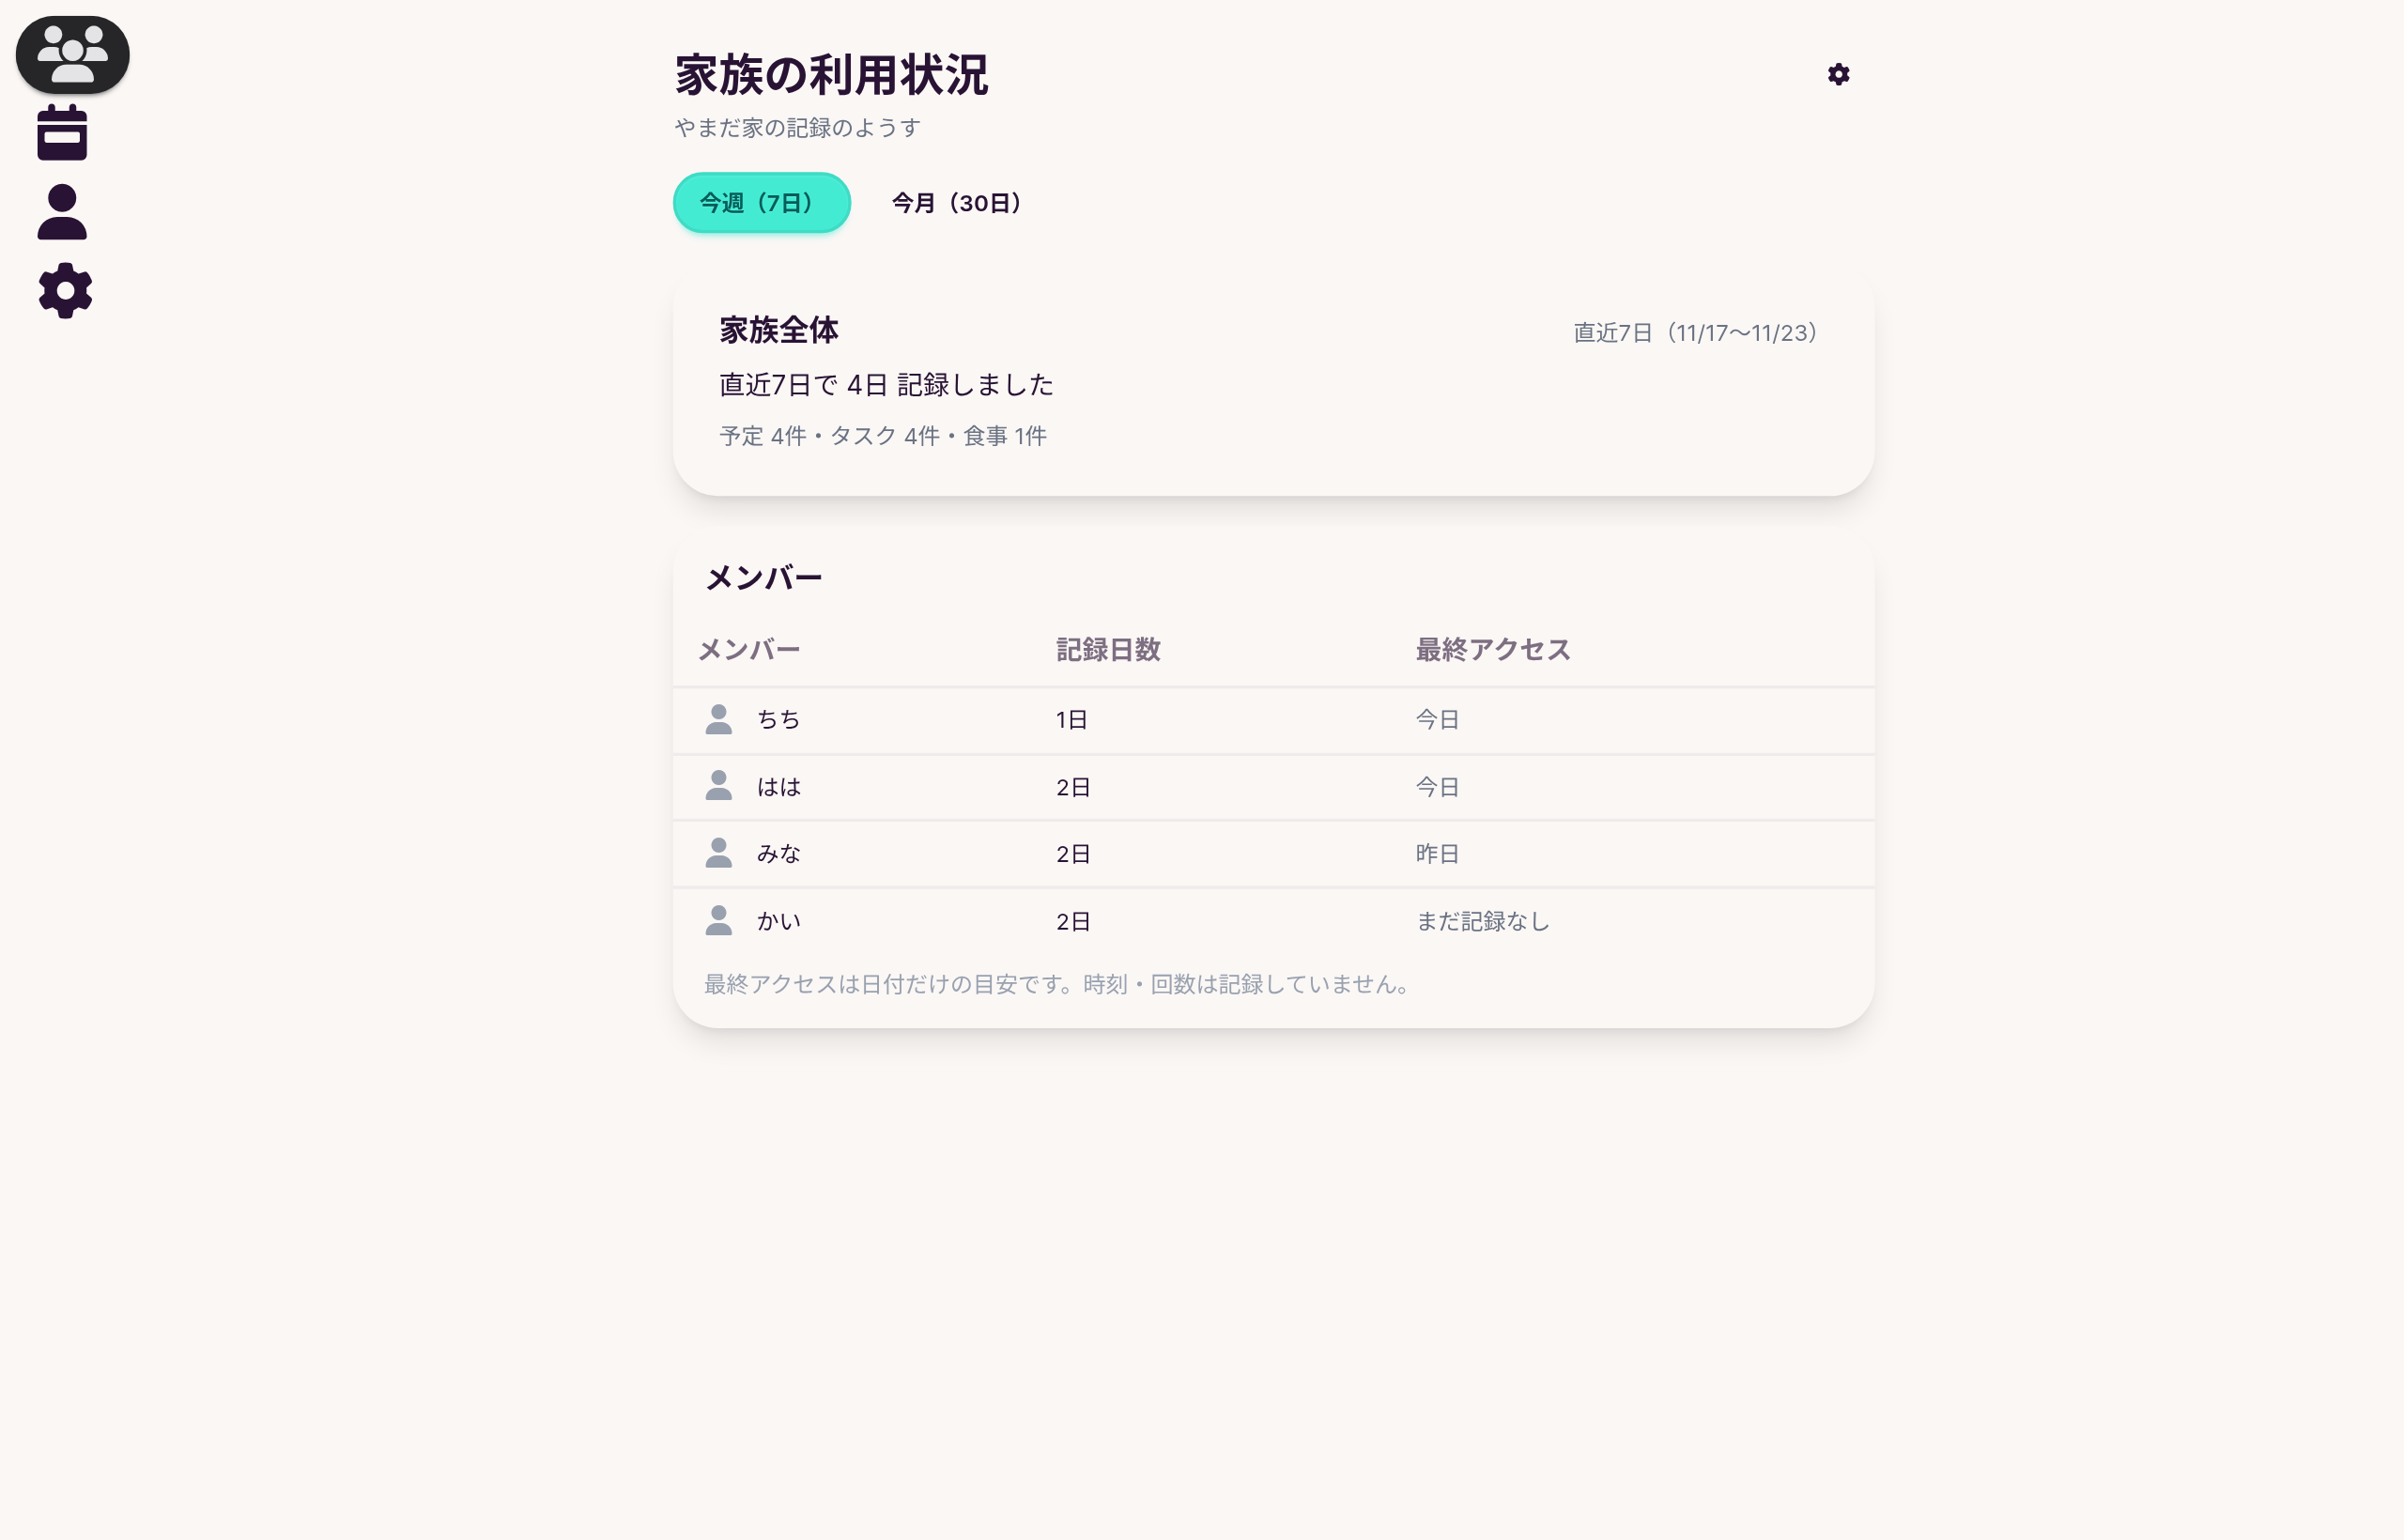 家族の利用状況
やまだ家の記録のようす
今週（7日） 今月（30日）
家族全体 直近7日（11/17〜11/23）
直近7日で 4日 記録しました
予定 4件・タスク 4件・食事 1件
メンバー
メンバー 記録日数 最終アクセス
ちち 1日 今日
はは 2日 今日
みな 2日 昨日
かい 2日 まだ記録なし
最終アクセスは日付だけの目安です。時刻・回数は記録していません。